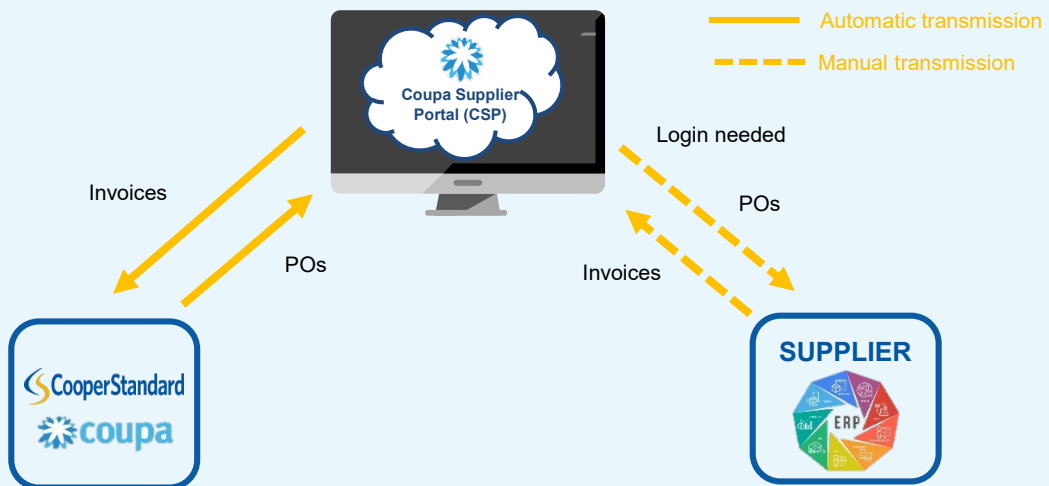 Automatic transmission
Manual transmission
Coupa Supplier
Portal (CSP)
Login needed
Invoices
POs
POs
Invoices
CooperStandard
coupa
SUPPLIER
ERP